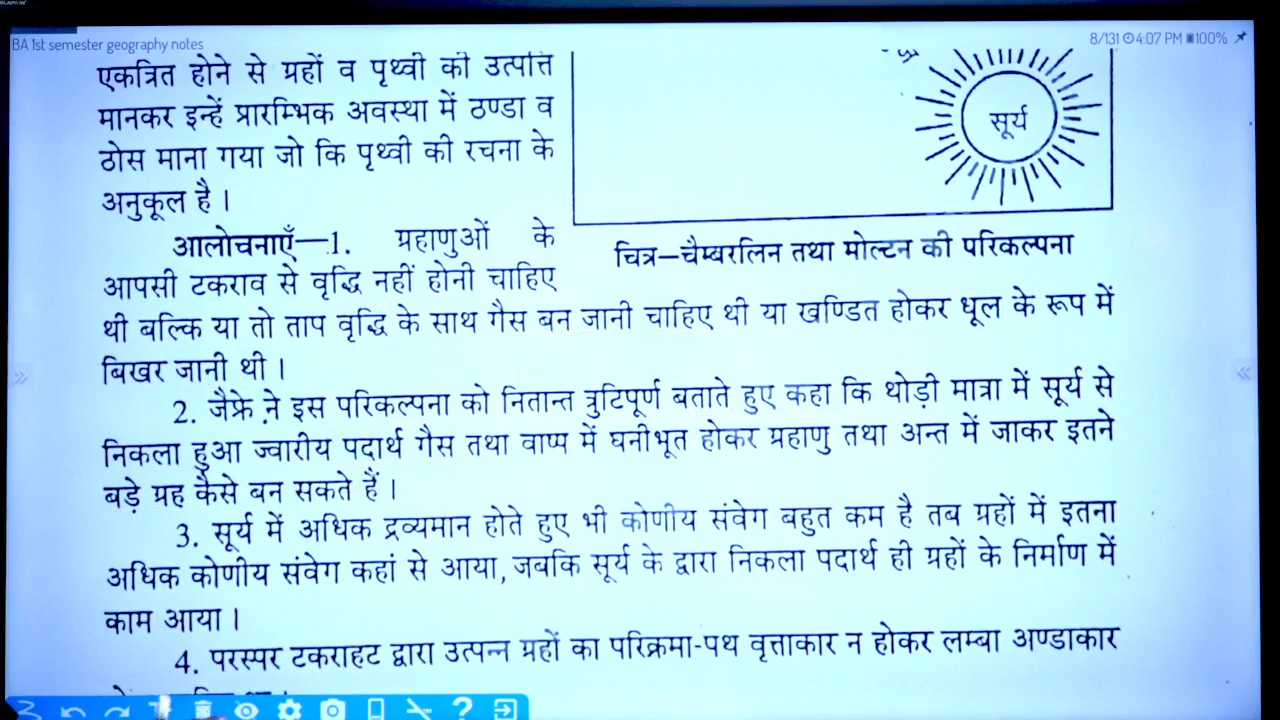 BA 1st semester geography notes
8/131 4:07 PM 100%
एकत्रित होने से ग्रहों व पृथ्वी की उत्पत्ति
मानकर इन्हें प्रारम्भिक अवस्था में ठण्डा व
ठोस माना गया जो कि पृथ्वी की रचना के
अनुकूल है ।
सूर्य
चित्र–चैम्बरलिन तथा मोल्टन की परिकल्पना
आलोचनाएँ—1. ग्रहाणुओं के
आपसी टकराव से वृद्धि नहीं होनी चाहिए
थी बल्कि या तो ताप वृद्धि के साथ गैस बन जानी चाहिए थी या खण्डित होकर धूल के रूप में
बिखर जानी थी ।
2. जैफ्रे ने इस परिकल्पना को नितान्त त्रुटिपूर्ण बताते हुए कहा कि थोड़ी मात्रा में सूर्य से
निकला हुआ ज्वारीय पदार्थ गैस तथा वाष्प में घनीभूत होकर ग्रहाणु तथा अन्त में जाकर इतने
बड़े ग्रह कैसे बन सकते हैं ।
3. सूर्य में अधिक द्रव्यमान होते हुए भी कोणीय संवेग बहुत कम है तब ग्रहों में इतना
अधिक कोणीय संवेग कहां से आया, जबकि सूर्य के द्वारा निकला पदार्थ ही ग्रहों के निर्माण में
काम आया ।
4. परस्पर टकराहट द्वारा उत्पन्न ग्रहों का परिक्रमा-पथ वृत्ताकार न होकर लम्बा अण्डाकार